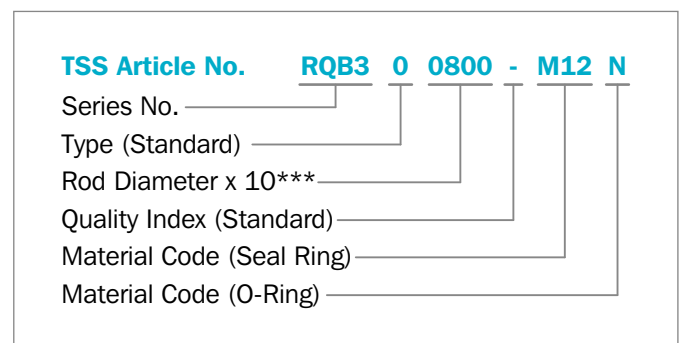 TSS Article No. RQB3 0 0800 - M12 N
Series No.
Type (Standard)
Rod Diameter x 10***
Quality Index (Standard)
Material Code (Seal Ring)
Material Code (O-Ring)